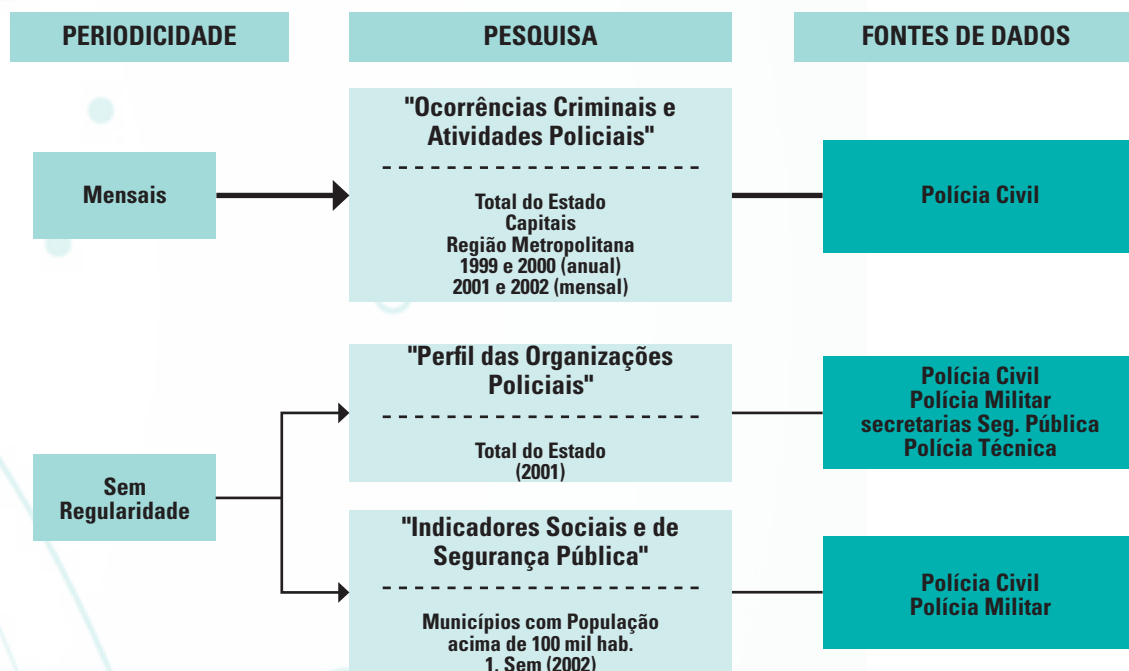 PERIODICIDADE
PESQUISA
FONTES DE DADOS
Mensais
"Ocorrências Criminais e
Atividades Policiais"
Total do Estado
Capitais
Região Metropolitana
1999 e 2000 (anual)
2001 e 2002 (mensal)
Polícia Civil
Sem
Regularidade
"Perfil das Organizações
Policiais"
Total do Estado
(2001)
Polícia Civil
Polícia Militar
secretarias Seg. Pública
Polícia Técnica
"Indicadores Sociais e de
Segurança Pública"
Municípios com População
acima de 100 mil hab.
1. Sem (2002)
Polícia Civil
Polícia Militar